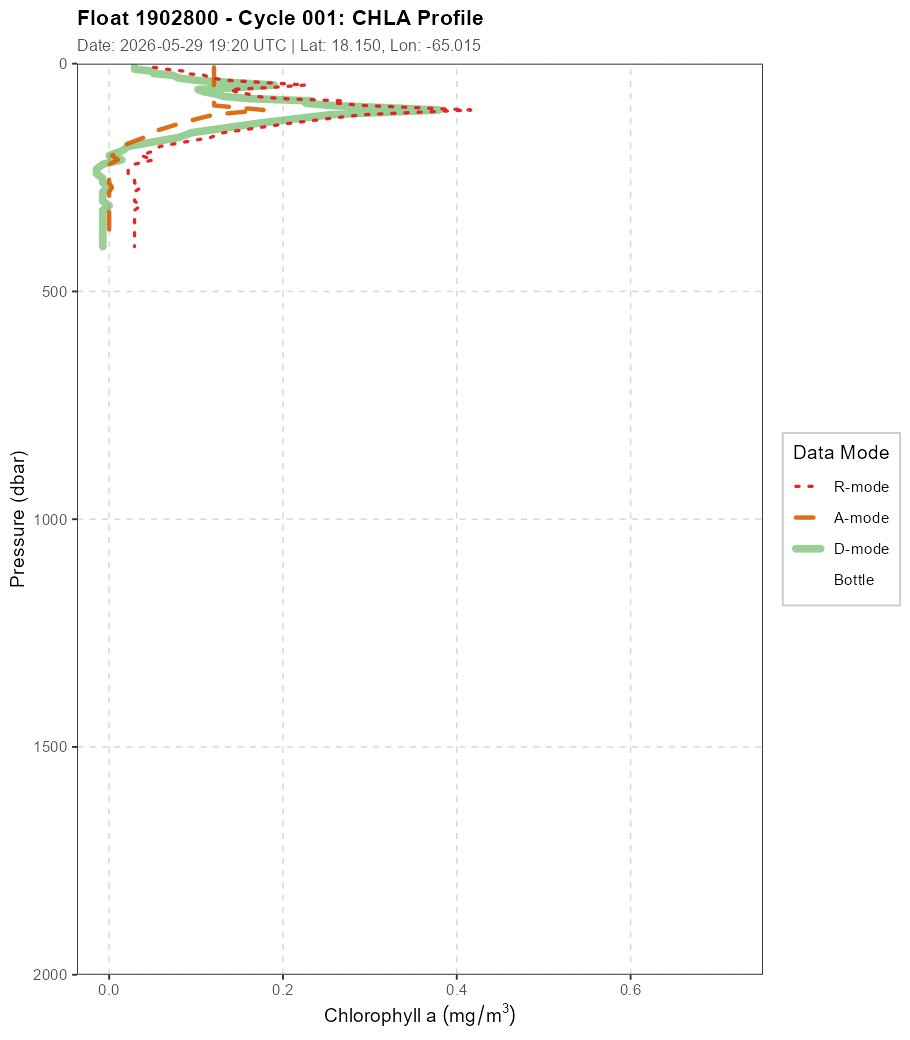 Float 1902800 - Cycle 001: CHLA Profile
Date: 2026-05-29 19:20 UTC | Lat: 18.150, Lon: -65.015
0
500
1000
1500
2000
Pressure (dbar)
0.0 0.2 0.4 0.6
Chlorophyll a (mg/m³)
Data Mode
R-mode
A-mode
D-mode
Bottle